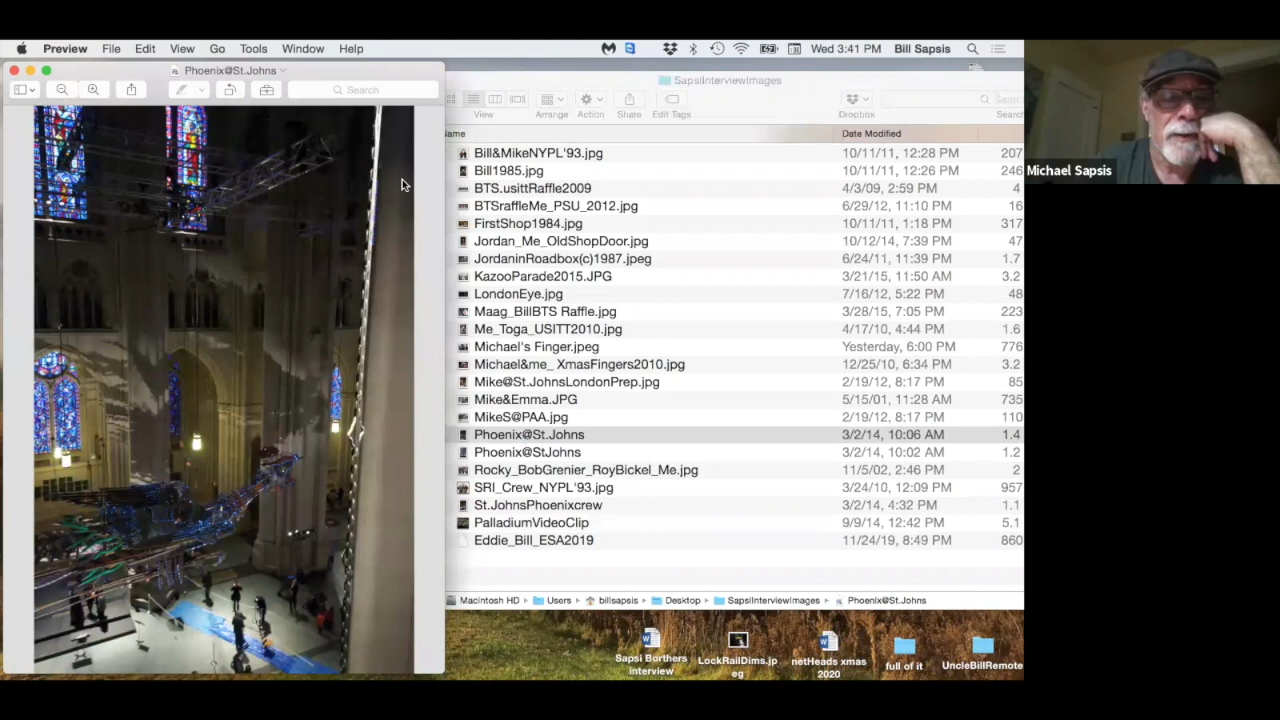 Preview File Edit View Go Tools Window Help Wed 3:41 PM Bill Sapsis
Phoenix@St.Johns
Search
SapsiInterviewImages
View Arrange Action Share Edit Tags Dropbox Search
Name Date Modified
Bill&MikeNYPL'93.jpg 10/11/11, 12:28 PM 207
Bill1985.jpg 10/11/11, 12:26 PM 246
BTS.usittRaffle2009 4/3/09, 2:59 PM 4
BTSraffleMe_PSU_2012.jpg 6/29/12, 11:10 PM 16
FirstShop1984.jpg 10/11/11, 1:18 PM 317
Jordan_Me_OldShopDoor.jpg 10/12/14, 7:39 PM 47
JordaninRoadbox(c)1987.jpeg 6/24/11, 11:39 PM 1.7
KazooParade2015.JPG 3/21/15, 11:50 AM 3.2
LondonEye.jpg 7/16/12, 5:22 PM 48
Maag_BillBTS Raffle.jpg 3/28/15, 7:05 PM 223
Me_Toga_USITT2010.jpg 4/17/10, 4:44 PM 1.6
Michael's Finger.jpeg Yesterday, 6:00 PM 776
Michael&me_ XmasFingers2010.jpg 12/25/10, 6:34 PM 3.2
Mike@St.JohnsLondonPrep.jpg 2/19/12, 8:17 PM 85
Mike&Emma.JPG 5/15/01, 11:28 AM 735
MikeS@PAA.jpg 2/19/12, 8:17 PM 110
Phoenix@St.Johns 3/2/14, 10:06 AM 1.4
Phoenix@StJohns 3/2/14, 10:02 AM 1.2
Rocky_BobGrenier_RoyBickel_Me.jpg 11/5/02, 2:46 PM 2
SRI_Crew_NYPL'93.jpg 3/24/10, 12:09 PM 957
St.JohnsPhoenixcrew 3/2/14, 4:32 PM 1.1
PalladiumVideoClip 9/9/14, 12:42 PM 5.1
Eddie_Bill_ESA2019 11/24/19, 8:49 PM 860
Macintosh HD Users billsapsis Desktop SapsiInterviewImages Phoenix@St.Johns
Sapsi Borthers
interview
LockRailDims.jp
eg
netHeads xmas
2020
full of it
UncleBillRemote
Michael Sapsis